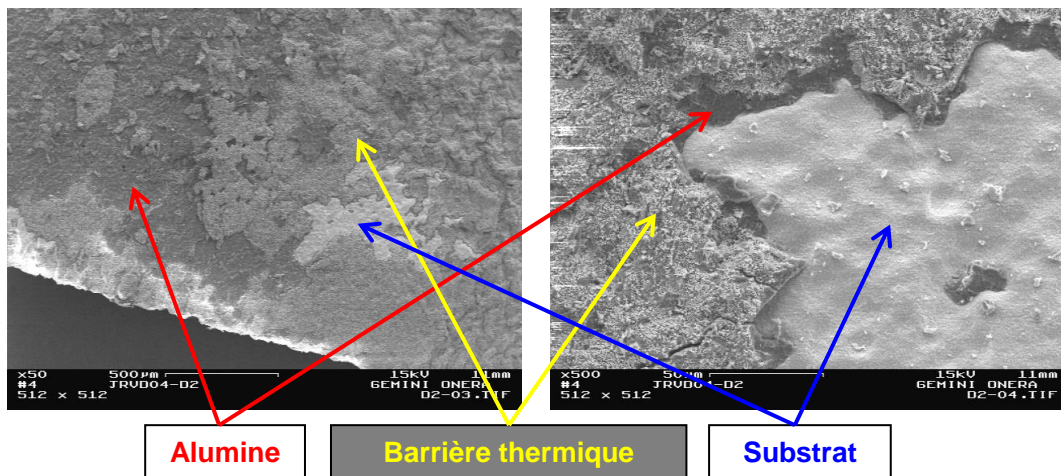 x50 500µm 15kV 11mm
#4 JRVD04-D2 GEMINI ONERA
512 x 512 D2-03.TIF
x500 50µm 15kV 11mm
#4 JRVD04-D2 GEMINI ONERA
512 x 512 D2-04.TIF
Alumine
Barrière thermique
Substrat